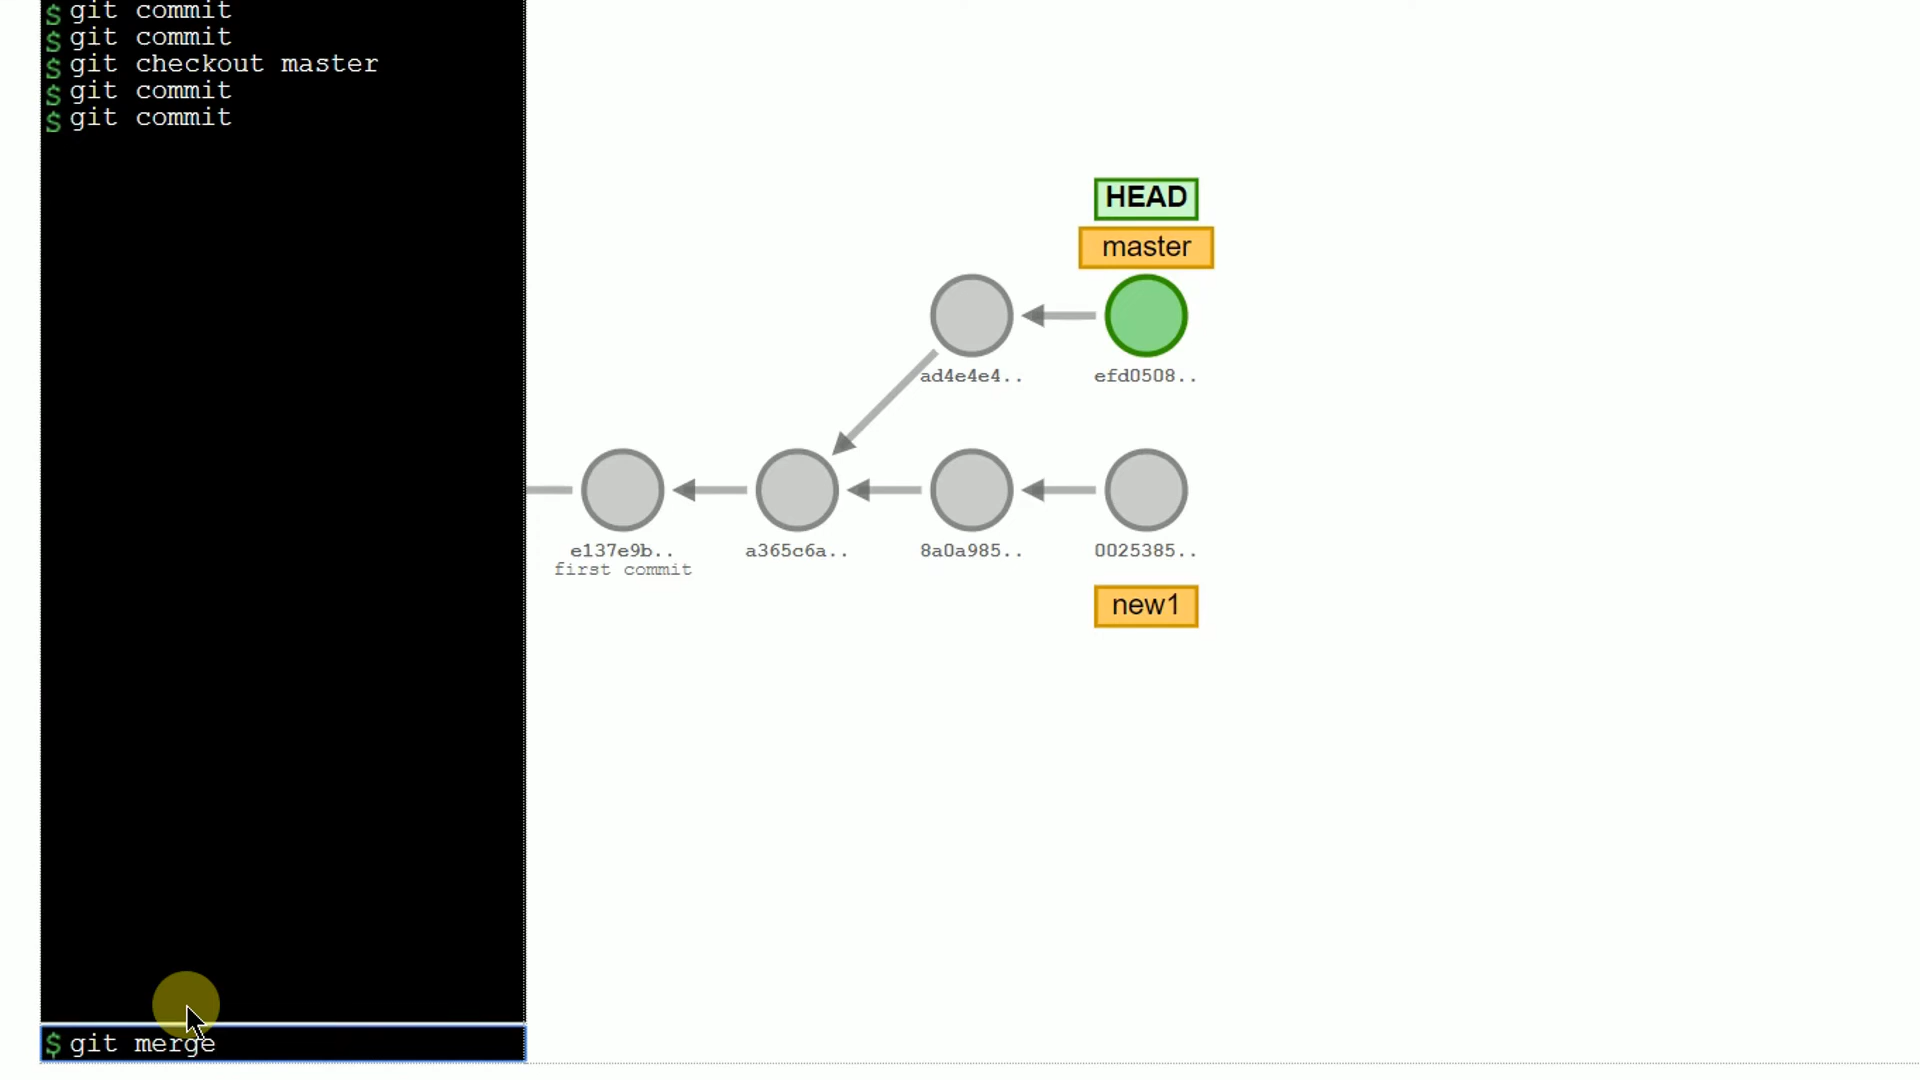 $ git commit
$ git commit
$ git checkout master
$ git commit
$ git commit
HEAD
master
ad4e4e4..
efd0508..
e137e9b..
first commit
a365c6a..
8a0a985..
0025385..
new1
$ git merge